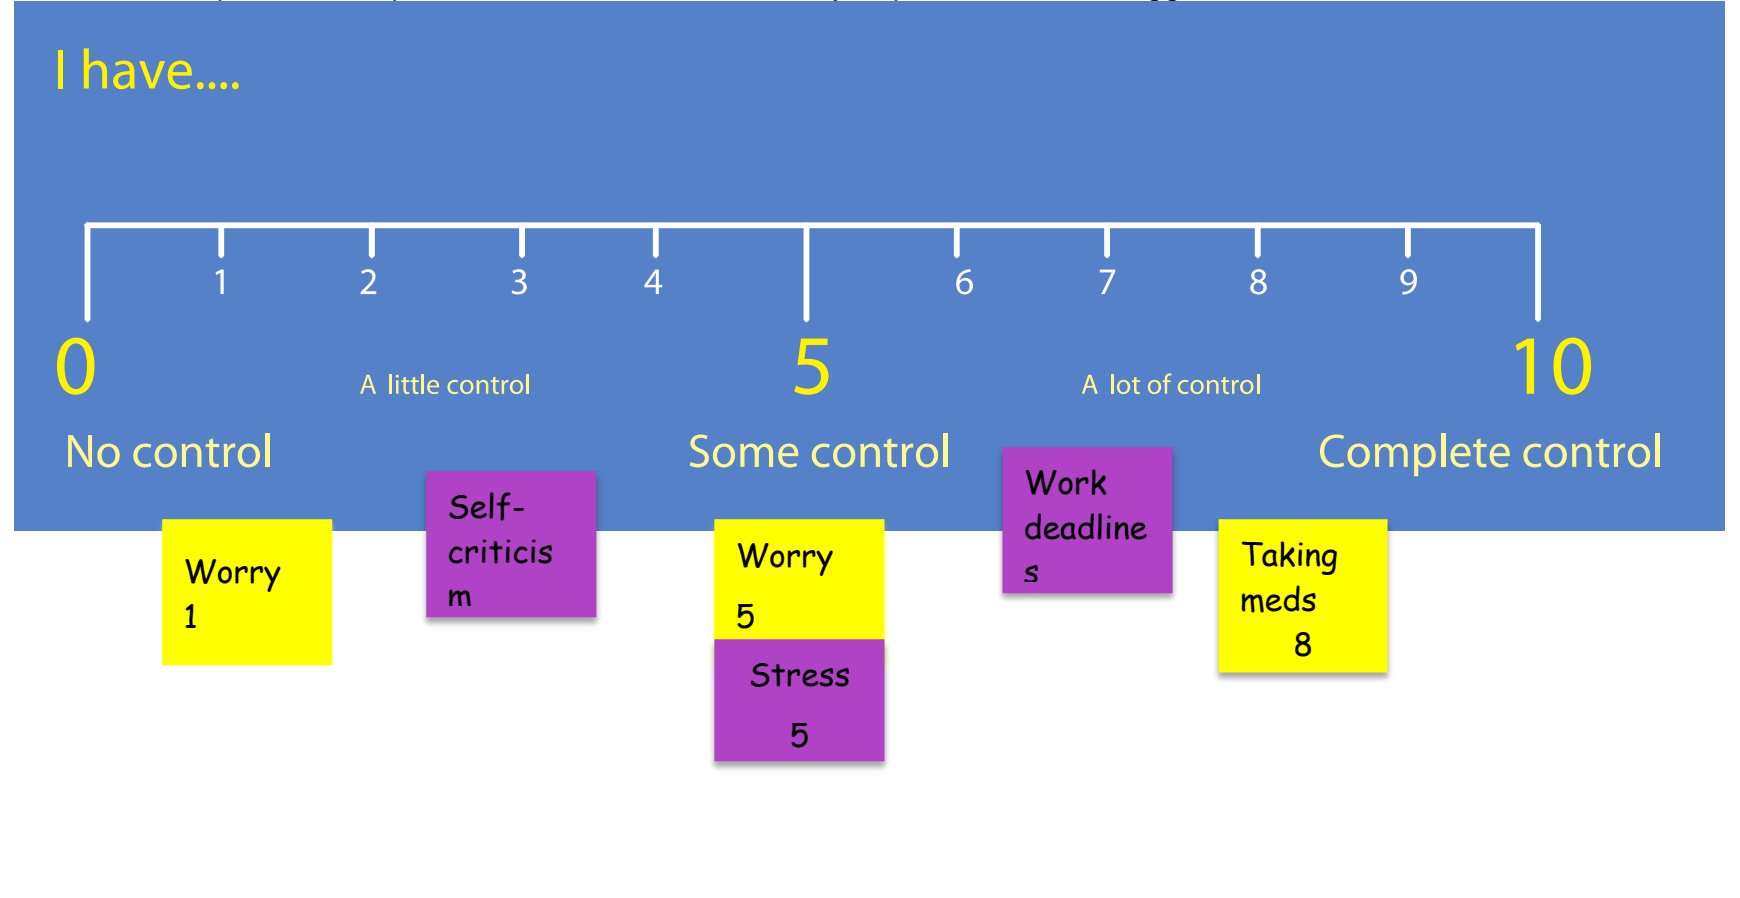 I have....
1 2 3 4 6 7 8 9
0 5 10
A little control A lot of control
No control Some control Complete control
Self-
criticis
m
Work
deadline
s
Worry
1
Worry
5
Taking
meds
8
Stress
5